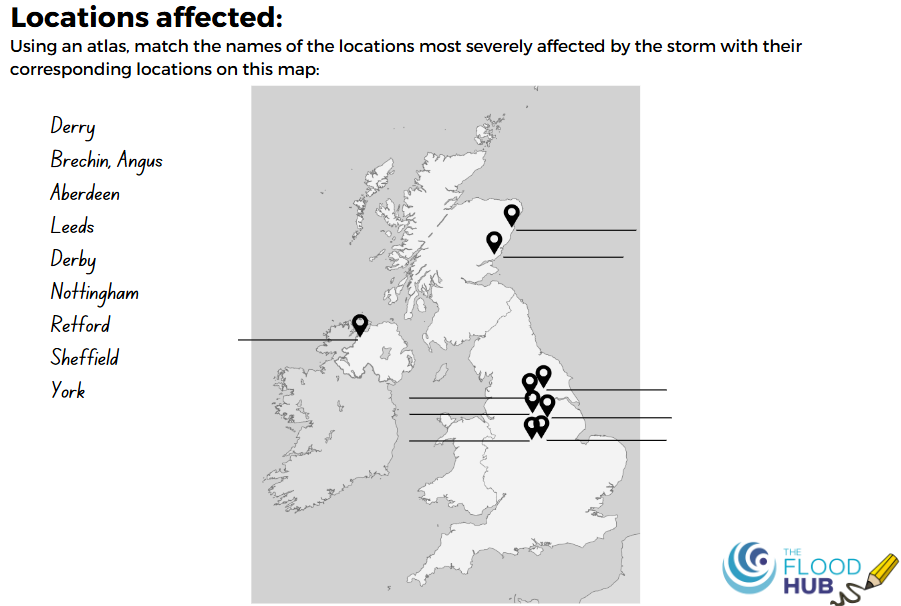 Locations affected:
Using an atlas, match the names of the locations most severely affected by the storm with their
corresponding locations on this map:
Derry
Brechin, Angus
Aberdeen
Leeds
Derby
Nottingham
Retford
Sheffield
York
THE
FLOOD
HUB